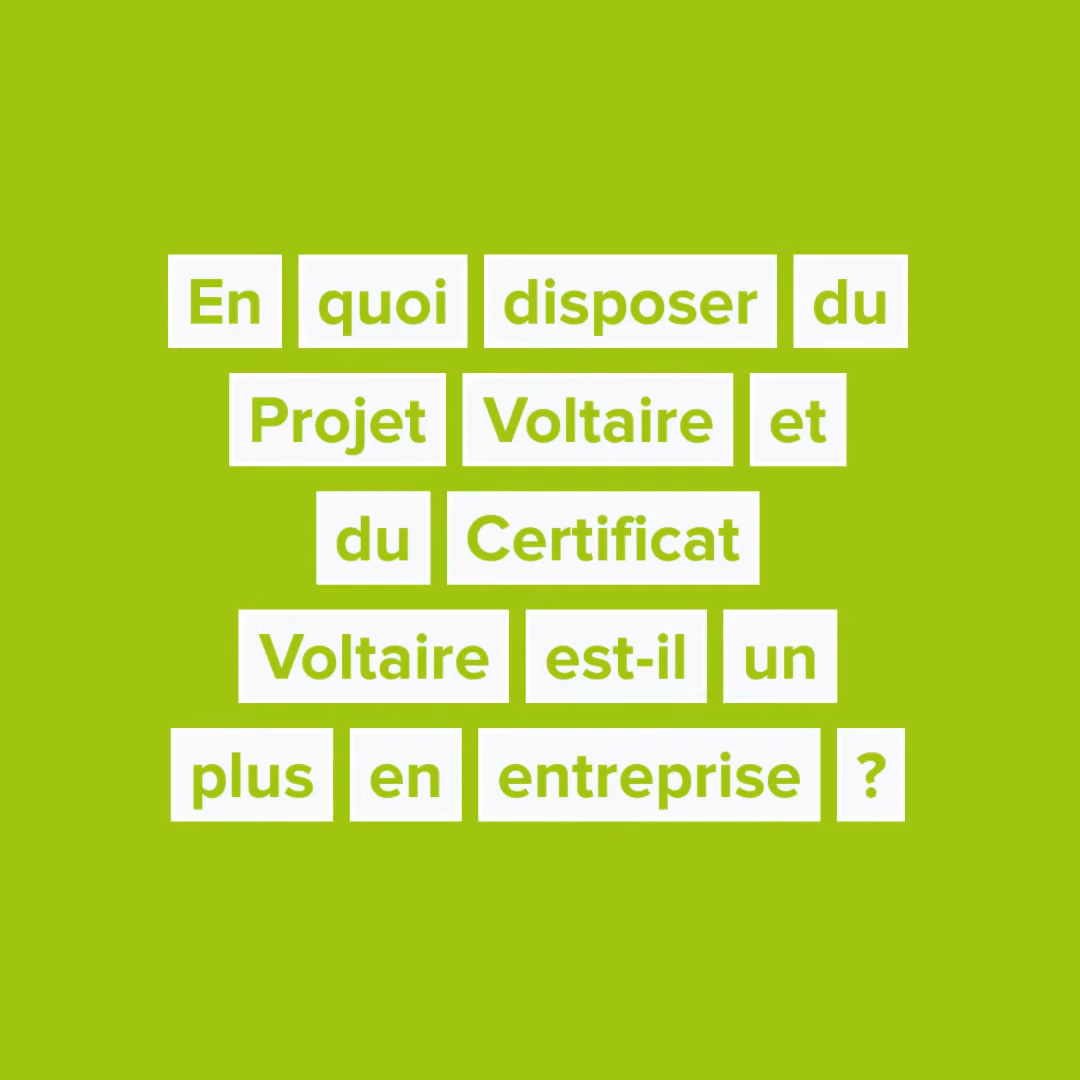 En quoi disposer du
Projet Voltaire et
du Certificat
Voltaire est-il un
plus en entreprise ?